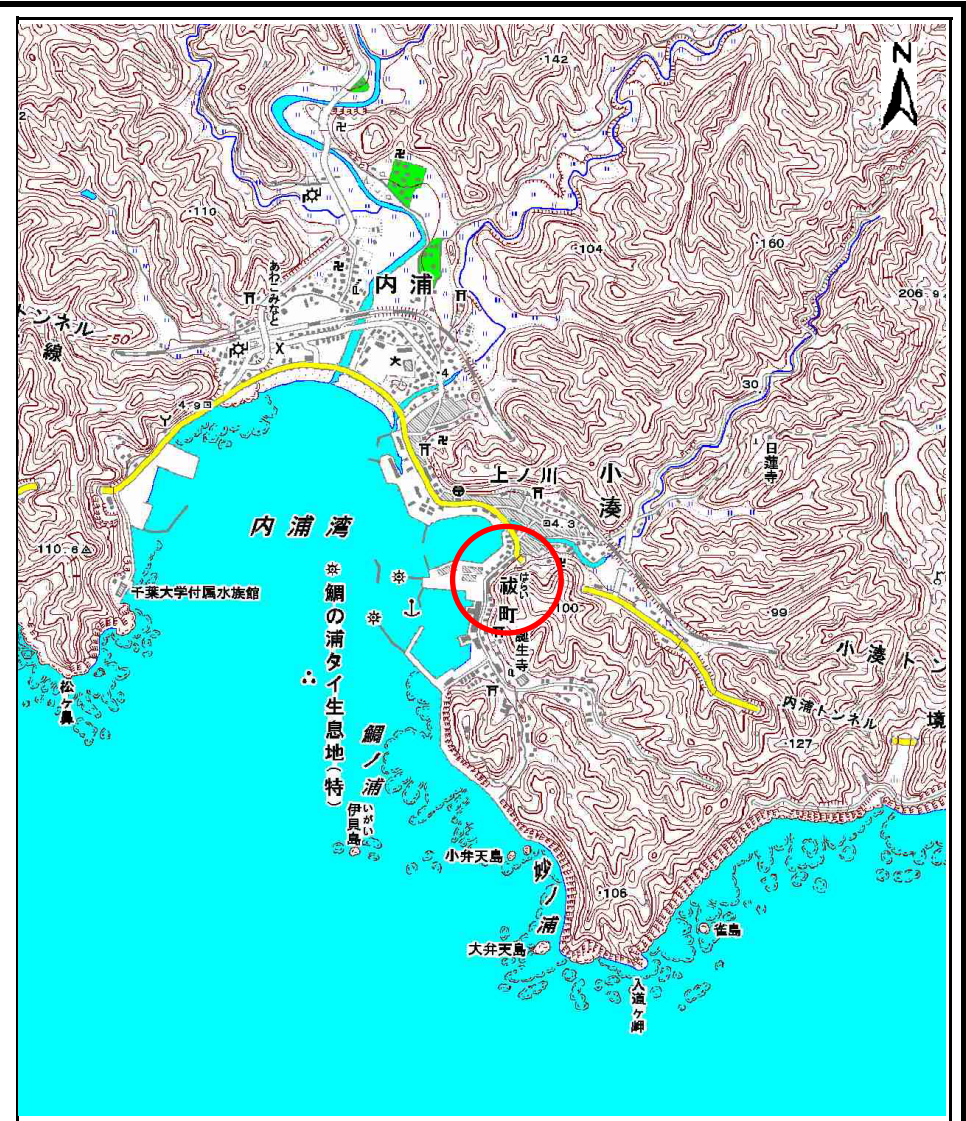 N
142
2
110
104
160
あわこみなと
内浦
206.9
トンネル
線
50
4
4.9
30
日蓮寺
上ノ川
小湊
4.3
内浦湾
110.6
千葉大学付属水族館
鯛の浦タイ生息地(特)
祓町
はらい
100
99
誕生寺
小湊トン
松ヶ鼻
鯛ノ浦
内浦トンネル
境
127
伊貝島
いがい
小弁天島
妙ノ浦
106
大弁天島
雀島
入道ヶ岬